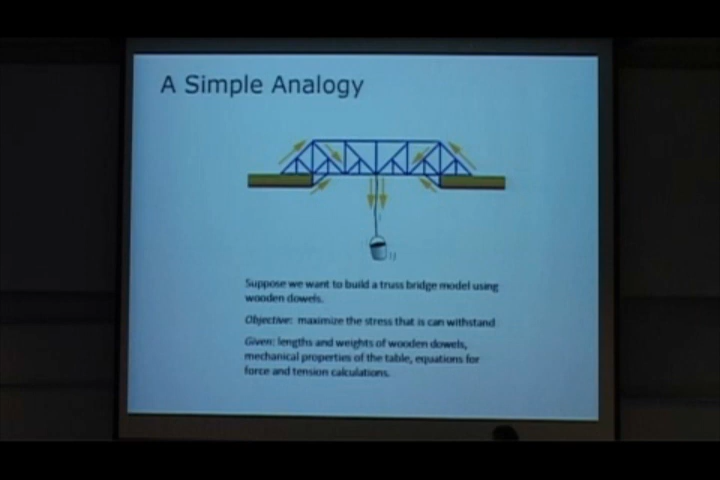 A Simple Analogy
Suppose we want to build a truss bridge model using
wooden dowels.
Objective: maximize the stress that is can withstand
Given: lengths and weights of wooden dowels,
mechanical properties of the table, equations for
force and tension calculations.